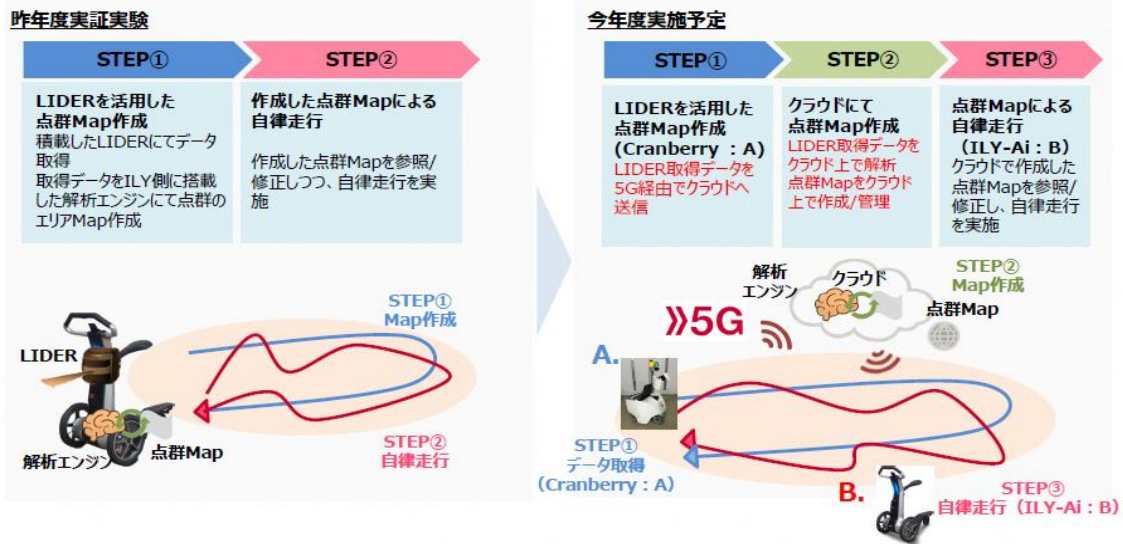 昨年度実証実験
STEP①
STEP②
LIDERを活用した
点群Map作成
積載したLIDERにてデータ
取得
取得データをILY側に搭載
した解析エンジンにて点群の
エリアMap作成
作成した点群Mapによる
自律走行
作成した点群Mapを参照/
修正しつつ、自律走行を実
施
LIDER
解析エンジン
点群Map
STEP①
Map作成
STEP②
自律走行
今年度実施予定
STEP①
STEP②
STEP③
LIDERを活用した
点群Map作成
(Cranberry :A)
LIDER取得データを
5G経由でクラウドへ
送信
クラウドにて
点群Map作成
LIDER取得データを
クラウド上で解析
点群Mapをクラウド
上で作成/管理
点群Mapによる
自律走行
(ILY-Ai:B)
クラウドで作成した
点群Mapを参照/
修正し、自律走行
を実施
解析
エンジン
クラウド
点群Map
STEP②
Map作成
»5G
A.
STEP①
データ取得
(Cranberry:A)
B.
STEP③
自律走行(ILY-Ai:B)